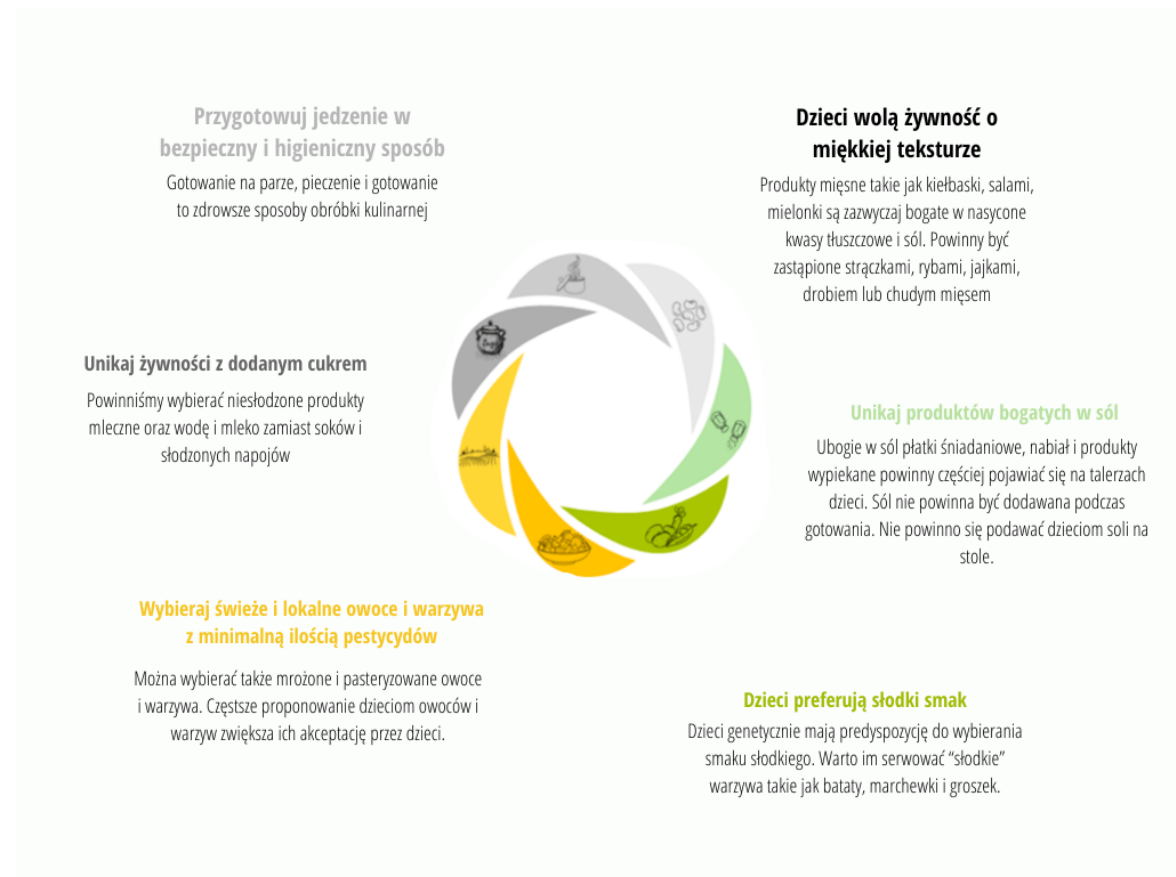 Przygotowuj jedzenie w
bezpieczny i higieniczny sposób
Gotowanie na parze, pieczenie i gotowanie
to zdrowsze sposoby obróbki kulinarnej
Dzieci wolą żywność o
miękkiej teksturze
Produkty mięsne takie jak kiełbaski, salami,
mielonki są zazwyczaj bogate w nasycone
kwasy tłuszczowe i sól. Powinny być
zastąpione strączkami, rybami, jajkami,
drobiem lub chudym mięsem
Unikaj żywności z dodanym cukrem
Powinniśmy wybierać niesłodzone produkty
mleczne oraz wodę i mleko zamiast soków i
słodzonych napojów
Unikaj produktów bogatych w sól
Ubogie w sól płatki śniadaniowe, nabiał i produkty
wypiekane powinny częściej pojawiać się na talerzach
dzieci. Sól nie powinna być dodawana podczas
gotowania. Nie powinno się podawać dzieciom soli na
stole.
Wybieraj świeże i lokalne owoce i warzywa
z minimalną ilością pestycydów
Można wybierać także mrożone i pasteryzowane owoce
i warzywa. Częstsze proponowanie dzieciom owoców i
warzyw zwiększa ich akceptację przez dzieci.
Dzieci preferują słodki smak
Dzieci genetycznie mają predyspozycję do wybierania
smaku słodkiego. Warto im serwować “słodkie”
warzywa takie jak bataty, marchewki i groszek.